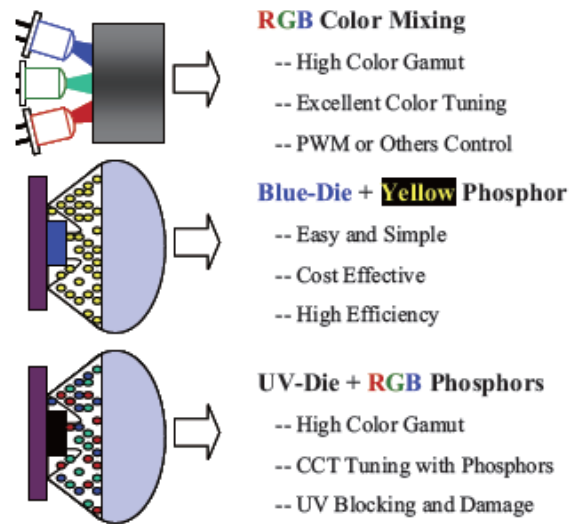 RGB Color Mixing
-- High Color Gamut
-- Excellent Color Tuning
-- PWM or Others Control
Blue-Die + Yellow Phosphor
-- Easy and Simple
-- Cost Effective
-- High Efficiency
UV-Die + RGB Phosphors
-- High Color Gamut
-- CCT Tuning with Phosphors
-- UV Blocking and Damage